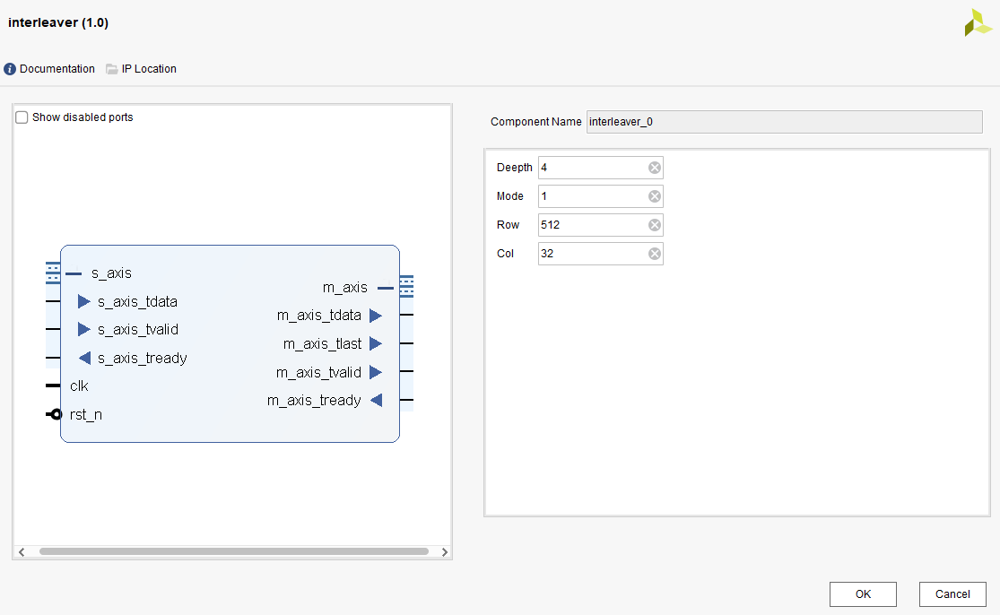 interleaver (1.0)
Documentation IP Location
Show disabled ports
s_axis
s_axis_tdata
s_axis_tvalid
s_axis_tready
clk
rst_n
m_axis
m_axis_tdata
m_axis_tlast
m_axis_tvalid
m_axis_tready
Component Name interleaver_0
Deepth 4
Mode 1
Row 512
Col 32
OK Cancel